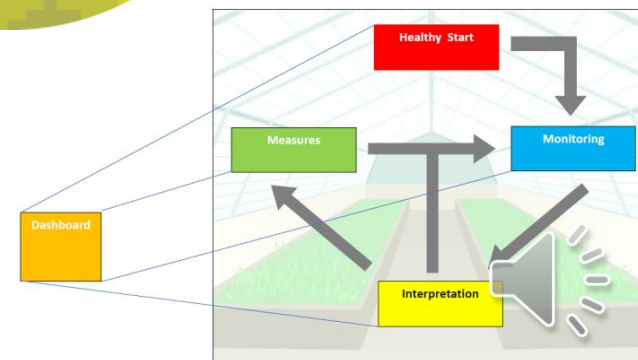 Healthy Start
Measures
Monitoring
Dashboard
Interpretation